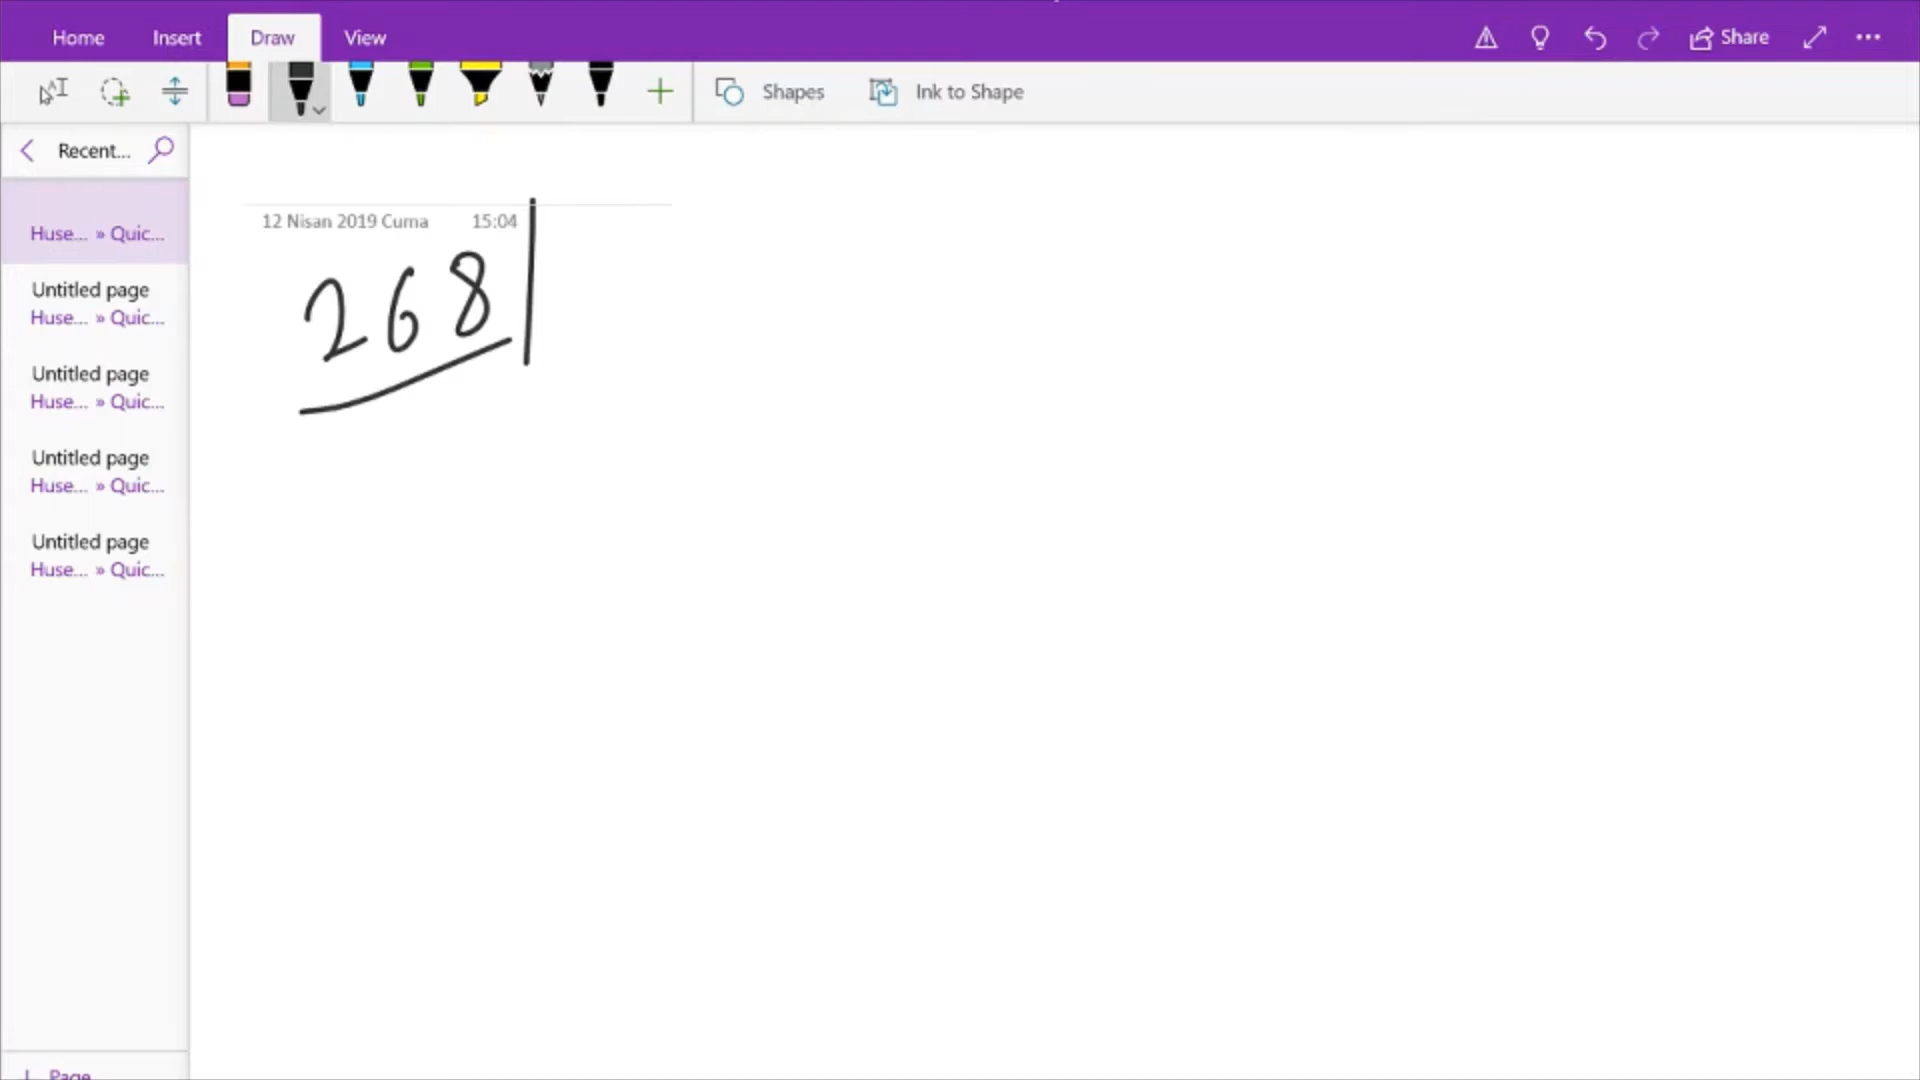 Home Insert Draw View Share
Shapes Ink to Shape
Recent...
Huse... » Quic...
Untitled page
Huse... » Quic...
Untitled page
Huse... » Quic...
Untitled page
Huse... » Quic...
Untitled page
Huse... » Quic...
Page
12 Nisan 2019 Cuma 15:04
268